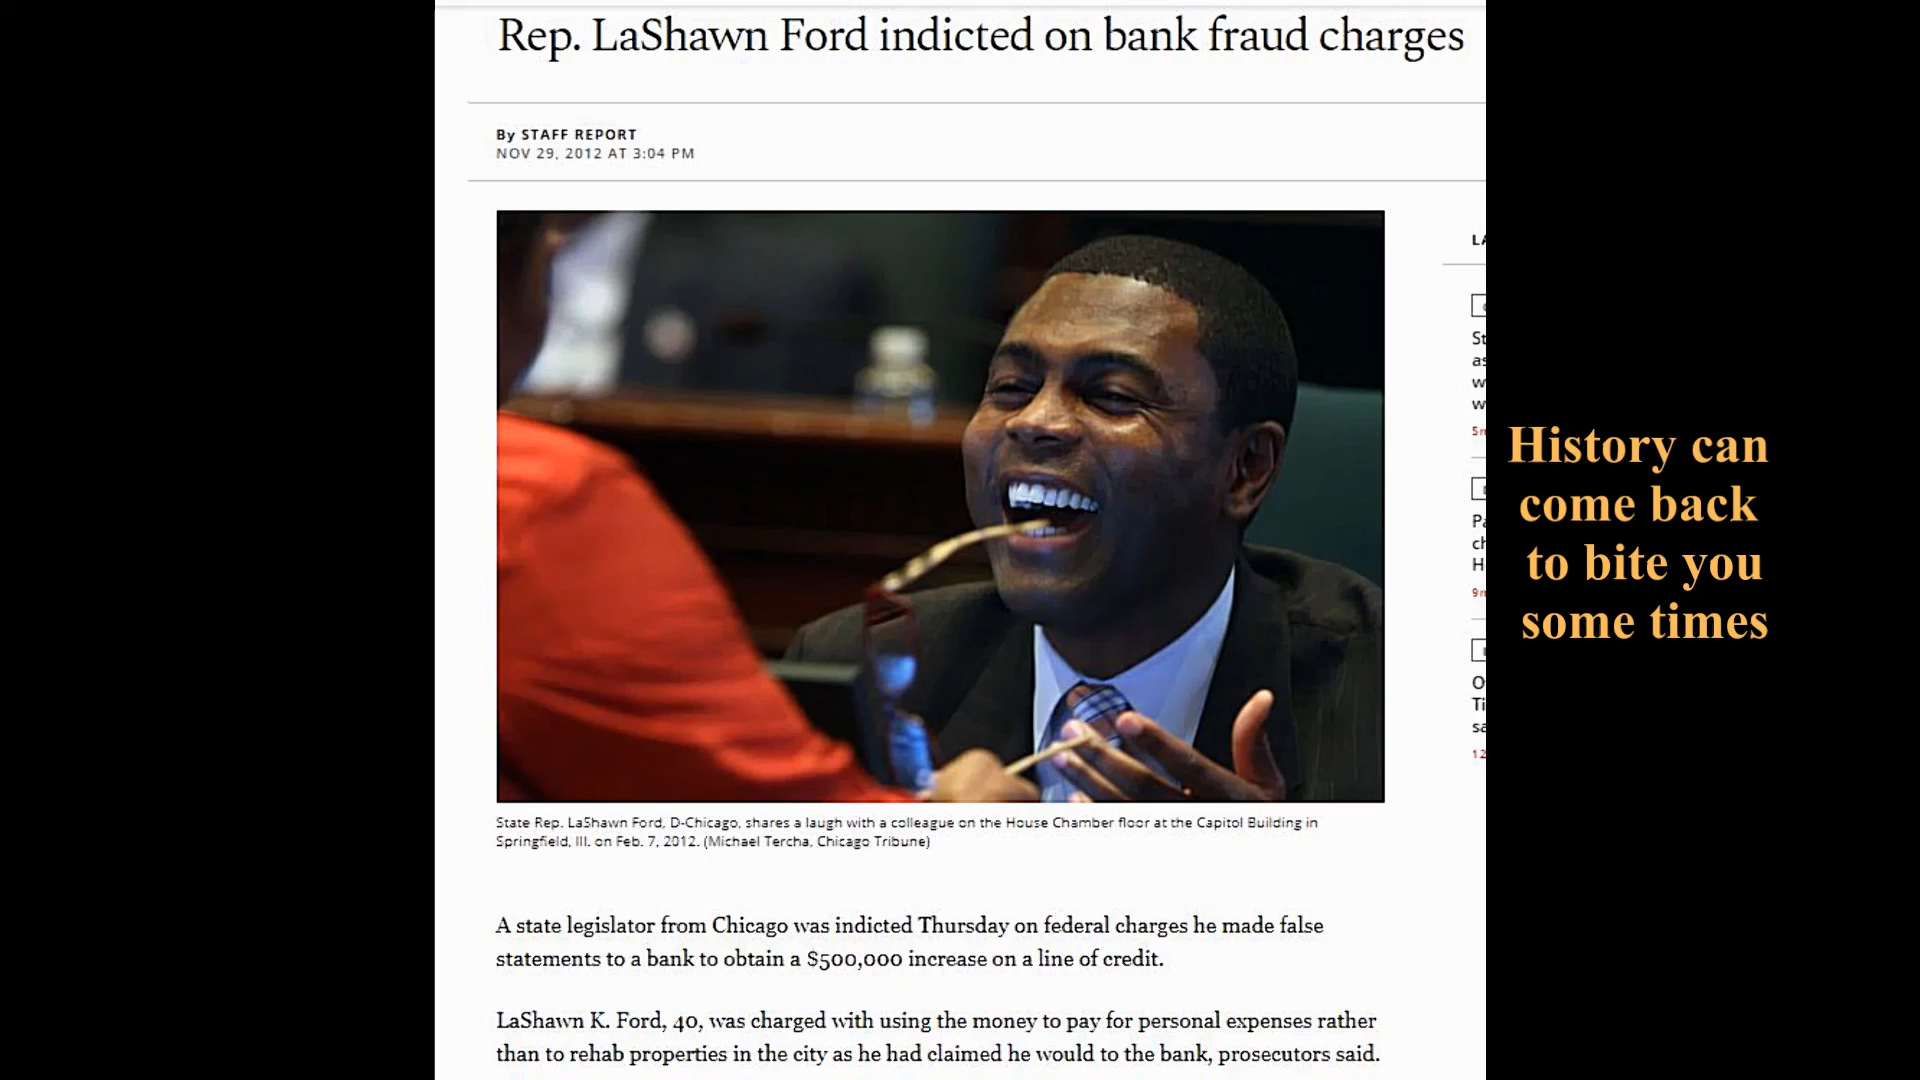 Rep. LaShawn Ford indicted on bank fraud charges
By STAFF REPORT
NOV 29, 2012 AT 3:04 PM
State Rep. LaShawn Ford, D-Chicago, shares a laugh with a colleague on the House Chamber floor at the Capitol Building in
Springfield, Ill. on Feb. 7, 2012. (Michael Tercha, Chicago Tribune)
A state legislator from Chicago was indicted Thursday on federal charges he made false
statements to a bank to obtain a $500,000 increase on a line of credit.
LaShawn K. Ford, 40, was charged with using the money to pay for personal expenses rather
than to rehab properties in the city as he had claimed he would to the bank, prosecutors said.
History can
come back
to bite you
some times